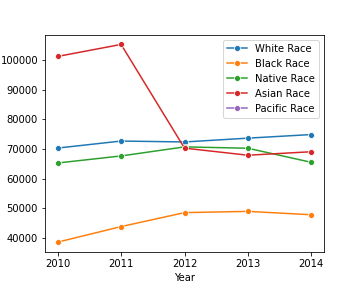 White Race
Black Race
Native Race
Asian Race
Pacific Race
100000
90000
80000
70000
60000
50000
40000
2010 2011 2012 2013 2014
Year